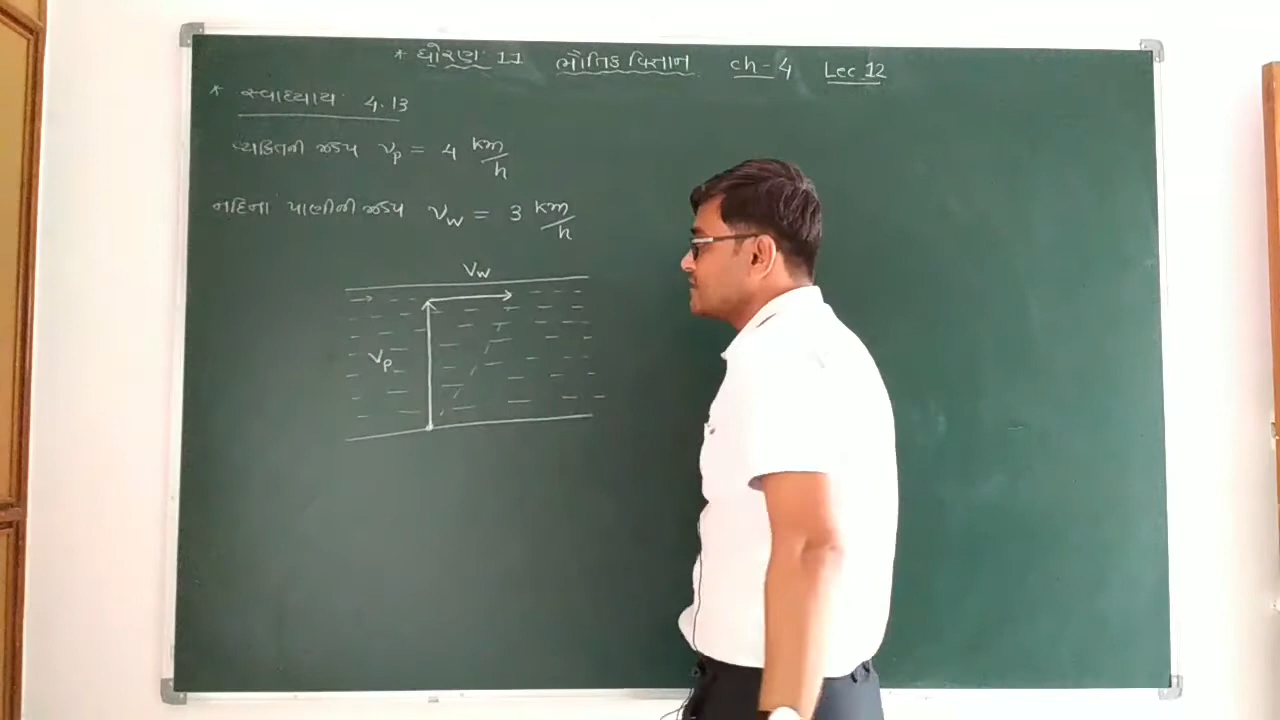 * ધોરણ 11 ભૌતિક વિજ્ઞાન ch-4 Lec 12
* સ્વાધ્યાય 4.13
વ્યકિતની ઝડપ vp = 4 km/h
નદિના પાણીની ઝડપ vw = 3 km/h
vw
vp